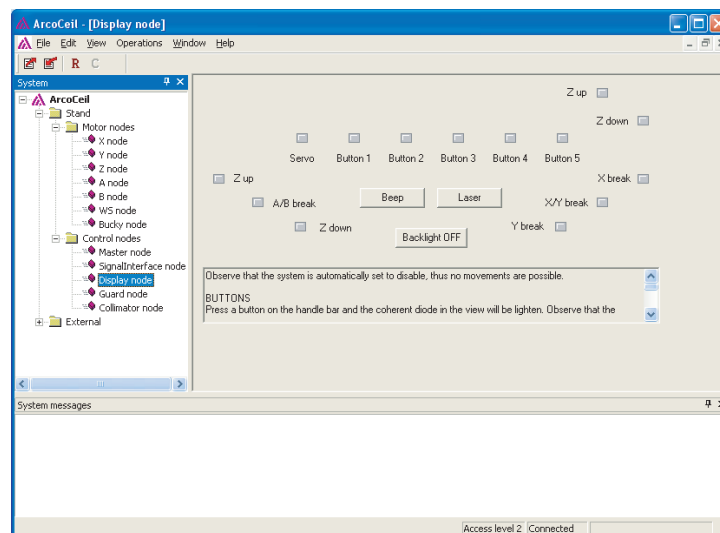 ArcoCeil - [Display node]
File Edit View Operations Window Help
R C
System
ArcoCeil
Stand
Motor nodes
X node
Y node
Z node
A node
B node
WS node
Bucky node
Control nodes
Master node
SignalInterface node
Display node
Guard node
Collimator node
External
Z up
Z down
Servo Button 1 Button 2 Button 3 Button 4 Button 5
Z up
X break
A/B break
Beep
Laser
X/Y break
Z down
Y break
Backlight OFF
Observe that the system is automatically set to disable, thus no movements are possible.
BUTTONS
Press a button on the handle bar and the coherent diode in the view will be lighten. Observe that the
System messages
Access level 2 Connected